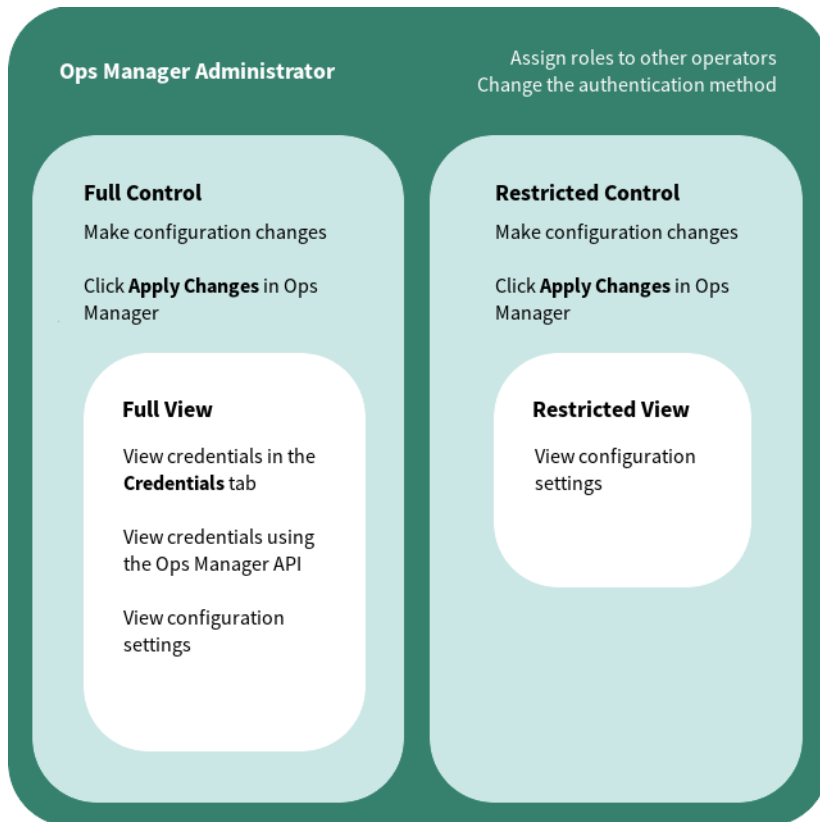 Ops Manager Administrator
Assign roles to other operators
Change the authentication method
Full Control
Make configuration changes
Click Apply Changes in Ops
Manager
Full View
View credentials in the
Credentials tab
View credentials using
the Ops Manager API
View configuration
settings
Restricted Control
Make configuration changes
Click Apply Changes in Ops
Manager
Restricted View
View configuration
settings